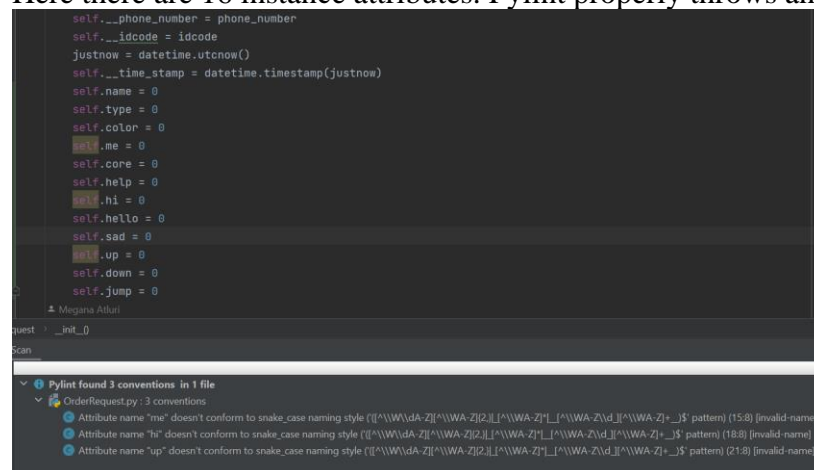 Here there are 16 instance attributes. Pylint properly throws an
self.__phone_number = phone_number
self.__idcode = idcode
justnow = datetime.utcnow()
self.__time_stamp = datetime.timestamp(justnow)
self.name = 0
self.type = 0
self.color = 0
self.me = 0
self.core = 0
self.help = 0
self.hi = 0
self.hello = 0
self.sad = 0
self.up = 0
self.down = 0
self.jump = 0
Megana Atluri
quest › __init__()
Scan
Pylint found 3 conventions in 1 file
OrderRequest.py : 3 conventions
Attribute name "me" doesn't conform to snake_case naming style ('([^\\W\\dA-Z][^\\WA-Z]{2,}|_[^\\WA-Z]*|__[^\\WA-Z\\d_][^\\WA-Z]+__)$' pattern) (15:8) [invalid-name
Attribute name "hi" doesn't conform to snake_case naming style ('([^\\W\\dA-Z][^\\WA-Z]{2,}|_[^\\WA-Z]*|__[^\\WA-Z\\d_][^\\WA-Z]+__)$' pattern) (18:8) [invalid-name]
Attribute name "up" doesn't conform to snake_case naming style ('([^\\W\\dA-Z][^\\WA-Z]{2,}|_[^\\WA-Z]*|__[^\\WA-Z\\d_][^\\WA-Z]+__)$' pattern) (21:8) [invalid-name]